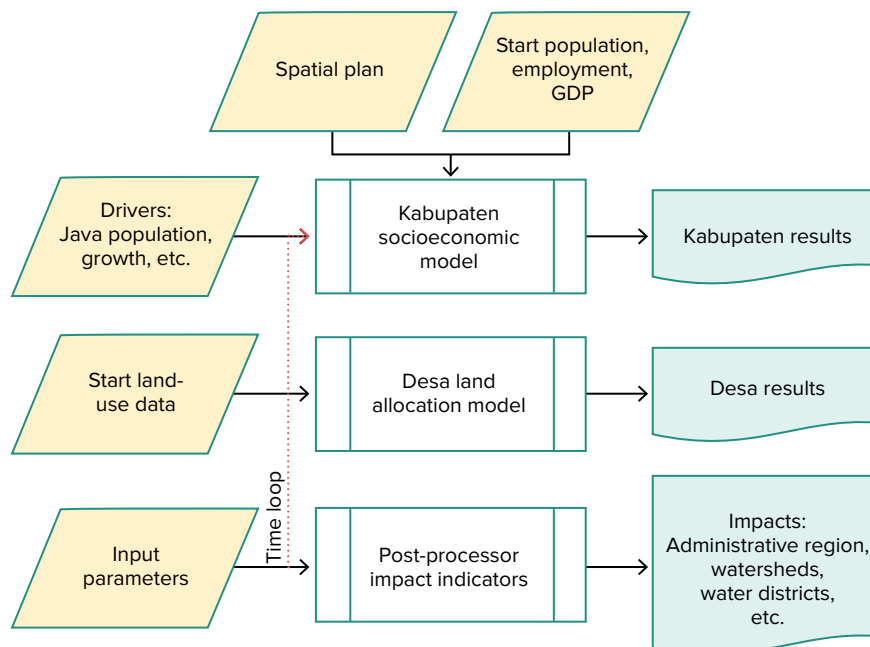 Spatial plan
Start population,
employment,
GDP
Drivers:
Java population,
growth, etc.
Kabupaten
socioeconomic
model
Kabupaten results
Start land-
use data
Desa land
allocation model
Desa results
Time loop
Input
parameters
Post-processor
impact indicators
Impacts:
Administrative region,
watersheds,
water districts,
etc.